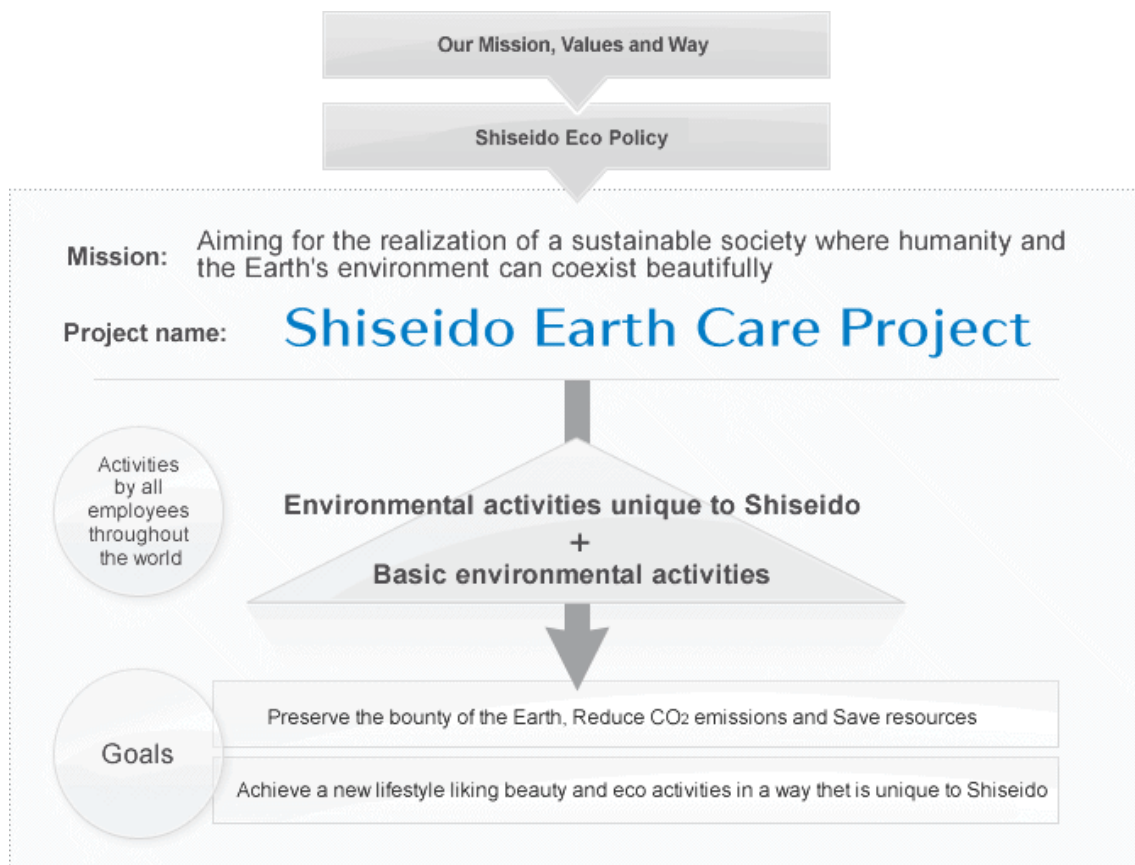 Our Mission, Values and Way
Shiseido Eco Policy
Mission:
Aiming for the realization of a sustainable society where humanity and
the Earth's environment can coexist beautifully
Project name:
Shiseido Earth Care Project
Activities
by all
employees
throughout
the world
Environmental activities unique to Shiseido
+
Basic environmental activities
Goals
Preserve the bounty of the Earth, Reduce CO2 emissions and Save resources
Achieve a new lifestyle liking beauty and eco activities in a way thet is unique to Shiseido